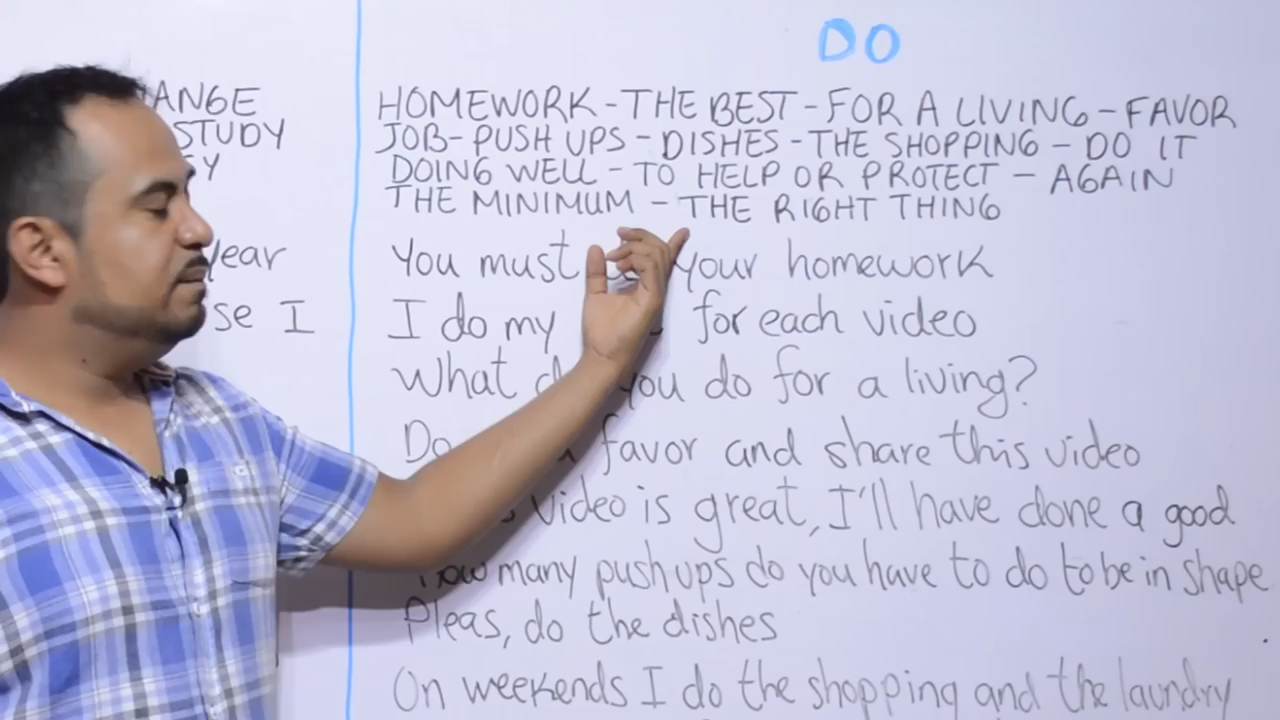 DO
STUDY
year
se I
HOMEWORK - THE BEST - FOR A LIVING - FAVOR
JOB - PUSH UPS - DISHES - THE SHOPPING - DO IT
DOING WELL - TO HELP OR PROTECT - AGAIN
THE MINIMUM - THE RIGHT THING
You must your homework
I do my for each video
What you do for a living?
Do favor and share this video
video is great, I'll have done a good
many push ups do you have to do to be in shape
Pleas, do the dishes
On weekends I do the shopping and the laundry